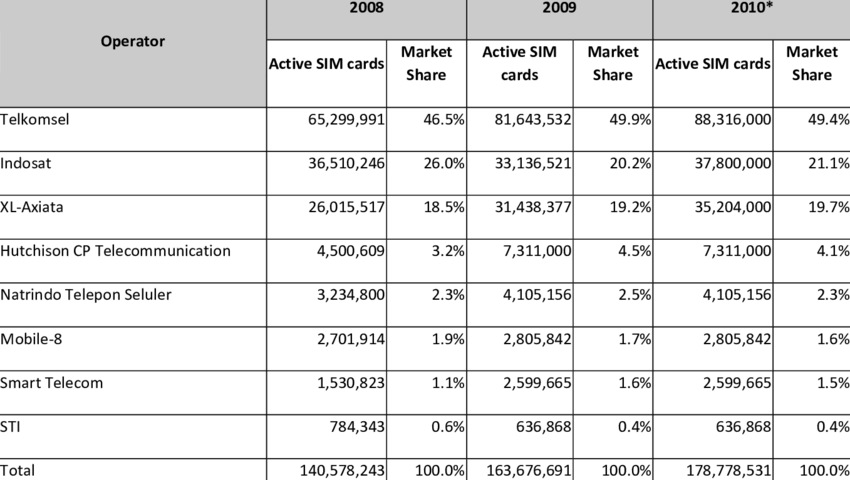 Operator 2008 2009 2010*
Active SIM cards Market Share Active SIM cards Market Share Active SIM cards Market Share
Telkomsel 65,299,991 46.5% 81,643,532 49.9% 88,316,000 49.4%
Indosat 36,510,246 26.0% 33,136,521 20.2% 37,800,000 21.1%
XL-Axiata 26,015,517 18.5% 31,438,377 19.2% 35,204,000 19.7%
Hutchison CP Telecommunication 4,500,609 3.2% 7,311,000 4.5% 7,311,000 4.1%
Natrindo Telepon Seluler 3,234,800 2.3% 4,105,156 2.5% 4,105,156 2.3%
Mobile-8 2,701,914 1.9% 2,805,842 1.7% 2,805,842 1.6%
Smart Telecom 1,530,823 1.1% 2,599,665 1.6% 2,599,665 1.5%
STI 784,343 0.6% 636,868 0.4% 636,868 0.4%
Total 140,578,243 100.0% 163,676,691 100.0% 178,778,531 100.0%